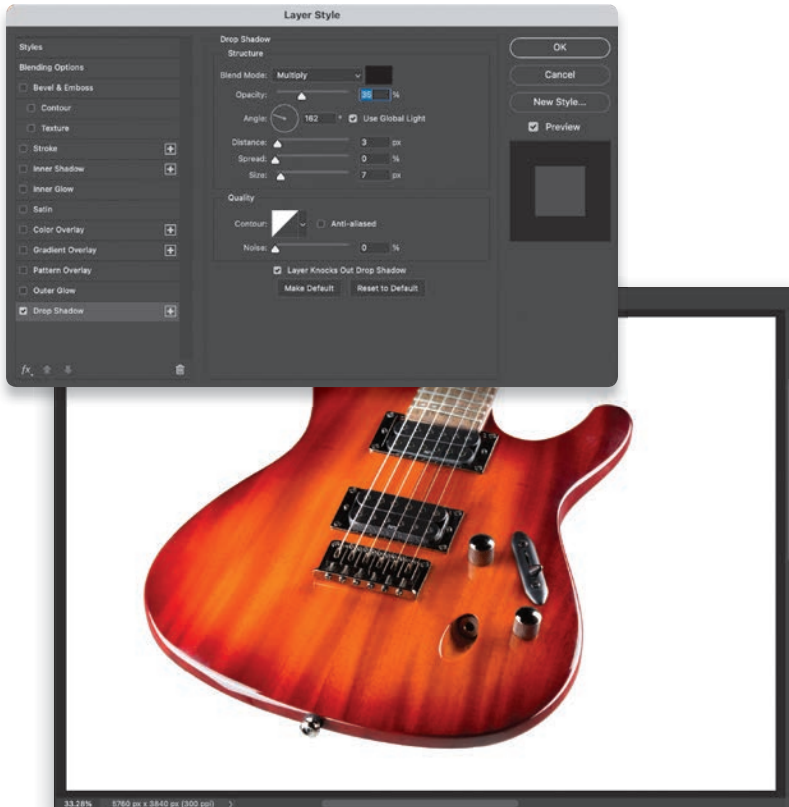 Layer Style
Styles
Blending Options
Bevel & Emboss
Contour
Texture
Stroke
Inner Shadow
Inner Glow
Satin
Color Overlay
Gradient Overlay
Pattern Overlay
Outer Glow
Drop Shadow
fx
Drop Shadow
Structure
Blend Mode: Multiply
Opacity: 35 %
Angle: 162 ° Use Global Light
Distance: 3 px
Spread: 0 %
Size: 7 px
Quality
Contour: Anti-aliased
Noise: 0 %
Layer Knocks Out Drop Shadow
Make Default Reset to Default
OK
Cancel
New Style...
Preview
33.28% 5760 px x 3840 px (300 ppi) >